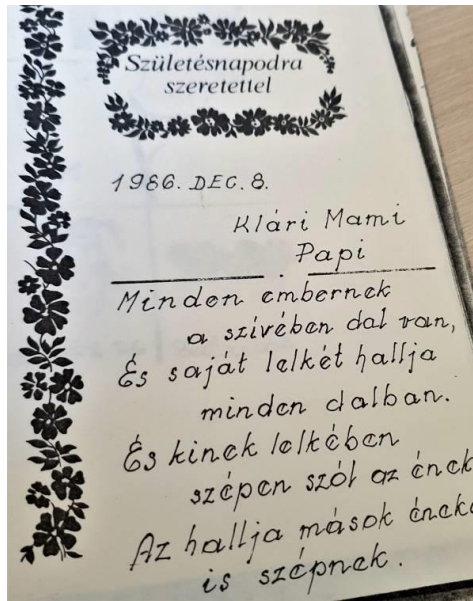 Születésnapodra
szeretettel
1986. DEC. 8.
Klári Mami
Papi
Minden embernek
a szívében dal van,
És saját lelkét hallja
minden dalban.
És kinek lelkében
szépen szól az ének
Az hallja mások
is szépnek.